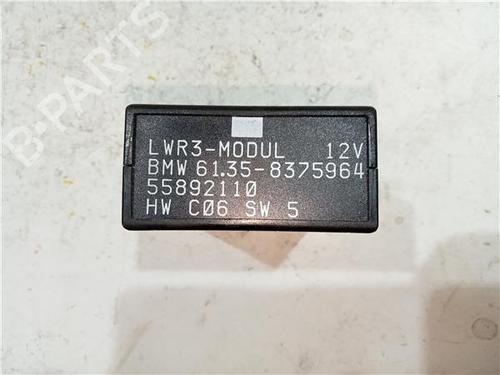 B-PARTS
LWR3-MODUL 12V
BMW 61.35-8375964
55892110
HW C06 SW 5